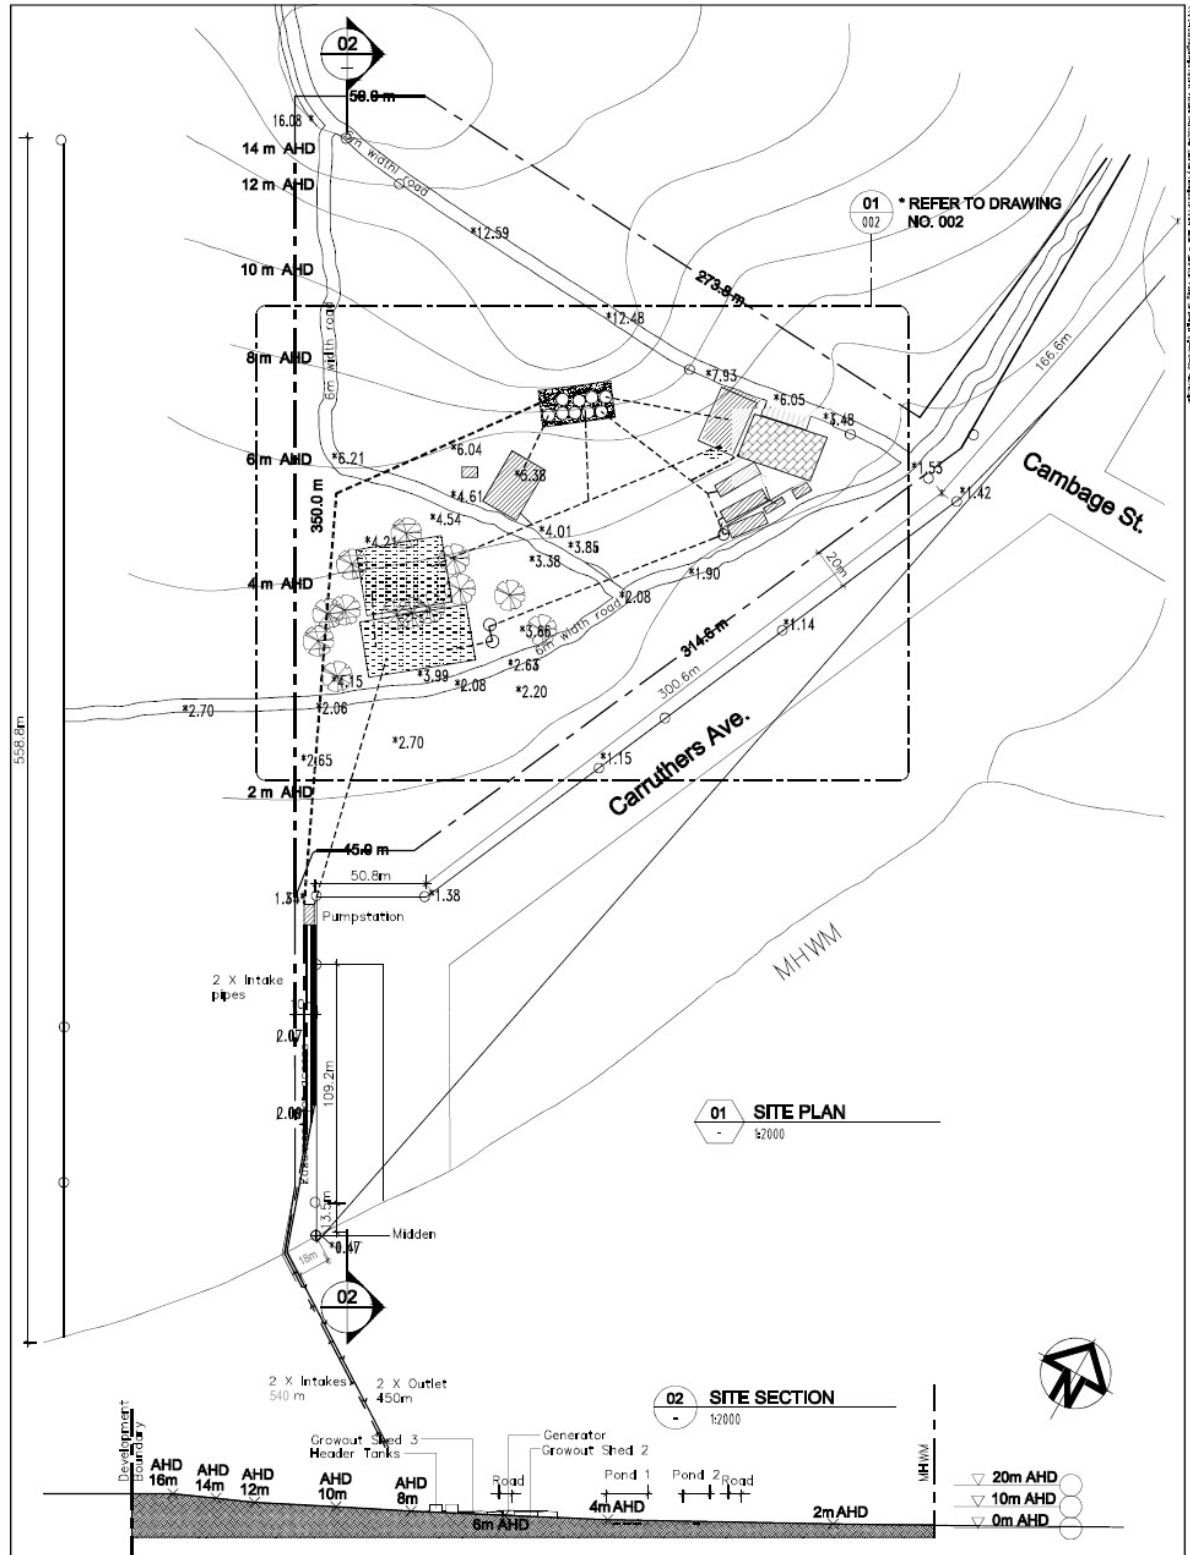 02
-
50.0 m
16.08 *
14 m AHD
6m width road
12 m AHD
01
002
* REFER TO DRAWING
NO. 002
*12.59
10 m AHD
273.8 m
*12.48
6m width road
8 m AHD
166.6m
*7.93
*6.05
*3.48
*6.04
6 m AHD
*6.21
*5.38
*1.53
*1.42
Cambage St.
350.0 m
*4.61
*4.54
*4.01
*4.21
*3.85
*3.38
20m
4 m AHD
*1.90
*2.08
*1.14
*3.66
6m width road
314.6 m
*2.63
300.6m
*3.99
*4.15
*2.08
*2.20
*2.70
*2.06
558.8m
*2.70
*2.65
*1.15
Carruthers Ave.
2 m AHD
45.0 m
50.8m
*1.38
Pumpstation
MHWM
2 X Intake
pipes
2.07
109.2m
01
-
SITE PLAN
1:2000
13.5m
Midden
18m
02
2 X Intakes
540 m
2 X Outlet
450m
02
-
SITE SECTION
1:2000
N
Development
Boundary
Growout Shed 3
Header Tanks
Generator
Growout Shed 2
MHWM
AHD
16m
AHD
14m
AHD
12m
AHD
10m
AHD
8m
Road
Pond 1
Pond 2
Road
6m AHD
4m AHD
2m AHD
20m AHD
10m AHD
0m AHD